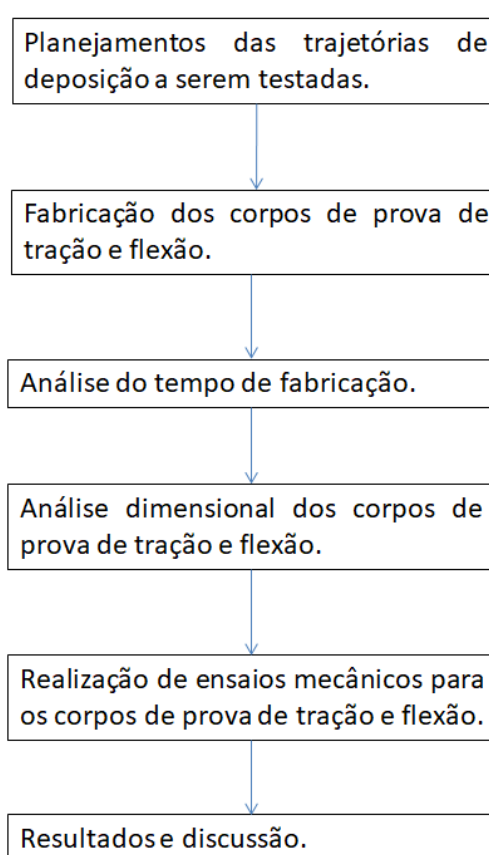 Planejamentos das trajetórias de
deposição a serem testadas.
Fabricação dos corpos de prova de
tração e flexão.
Análise do tempo de fabricação.
Análise dimensional dos corpos de
prova de tração e flexão.
Realização de ensaios mecânicos para
os corpos de prova de tração e flexão.
Resultados e discussão.